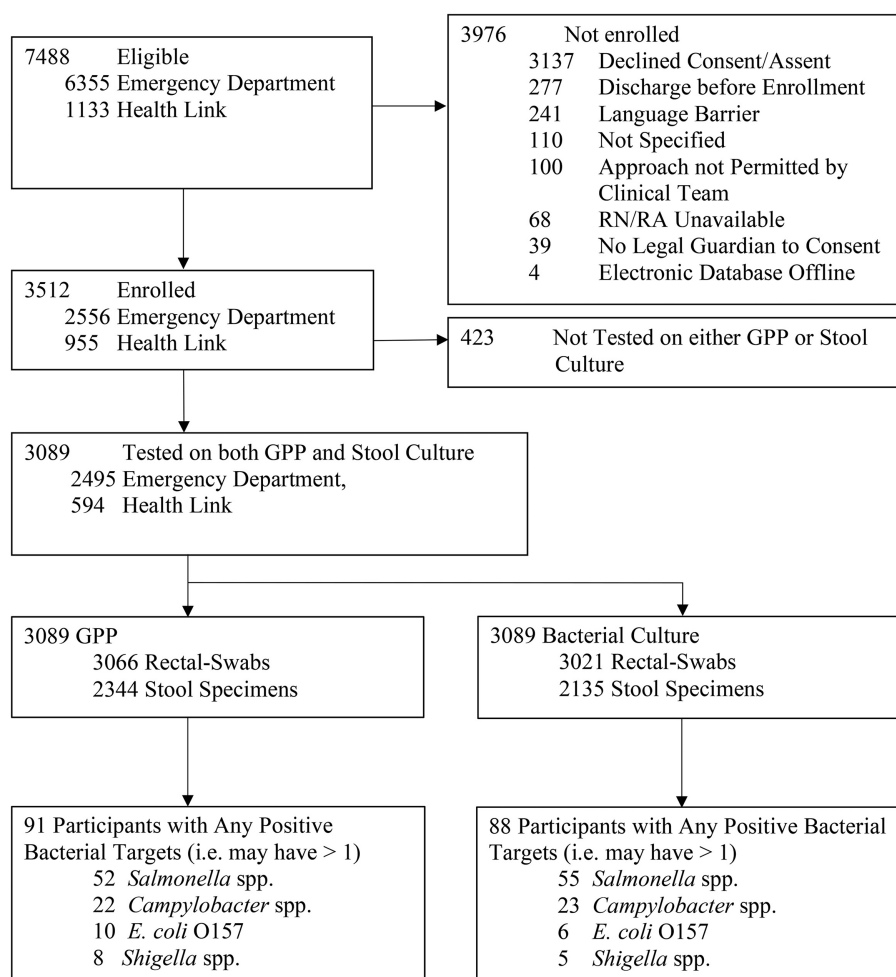 7488 Eligible
6355 Emergency Department
1133 Health Link
3976 Not enrolled
3137 Declined Consent/Assent
277 Discharge before Enrollment
241 Language Barrier
110 Not Specified
100 Approach not Permitted by
Clinical Team
68 RN/RA Unavailable
39 No Legal Guardian to Consent
4 Electronic Database Offline
3512 Enrolled
2556 Emergency Department
955 Health Link
423 Not Tested on either GPP or Stool
Culture
3089 Tested on both GPP and Stool Culture
2495 Emergency Department,
594 Health Link
3089 GPP
3066 Rectal-Swabs
2344 Stool Specimens
3089 Bacterial Culture
3021 Rectal-Swabs
2135 Stool Specimens
91 Participants with Any Positive
Bacterial Targets (i.e. may have > 1)
52 Salmonella spp.
22 Campylobacter spp.
10 E. coli O157
8 Shigella spp.
88 Participants with Any Positive Bacterial
Targets (i.e. may have > 1)
55 Salmonella spp.
23 Campylobacter spp.
6 E. coli O157
5 Shigella spp.